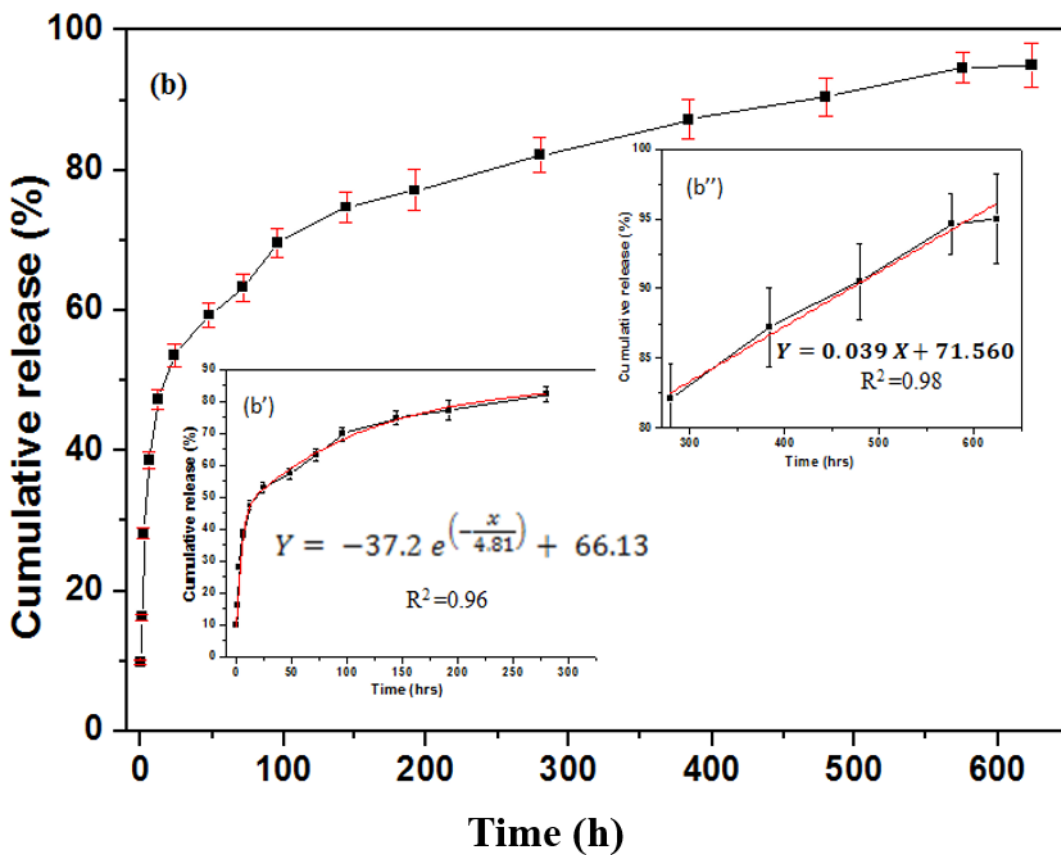 (b)
Cumulative release (%)
100
80
60
40
20
0
0 100 200 300 400 500 600
Time (h)
(b')
Cumulative release (%)
90
80
70
60
50
40
30
20
10
0
Y = −37.2 e^(−x/4.81) + 66.13
R²=0.96
0 50 100 150 200 250 300
Time (hrs)
(b'')
Cumulative release (%)
100
95
90
85
80
Y = 0.039 X + 71.560
R²=0.98
300 400 500 600
Time (hrs)